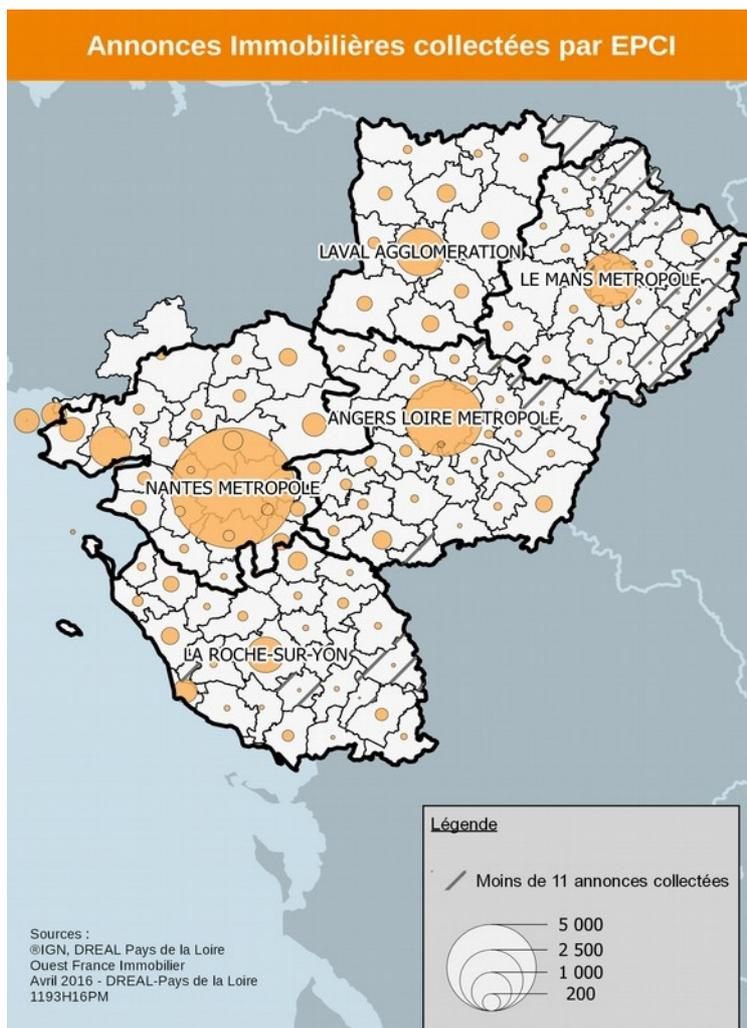 Annonces Immobilières collectées par EPCI
LAVAL AGGLOMERATION
LE MANS METROPOLE
ANGERS LOIRE METROPOLE
NANTES METROPOLE
LA ROCHE-SUR-YON
Légende
Moins de 11 annonces collectées
5 000
2 500
1 000
200
Sources :
®IGN, DREAL Pays de la Loire
Ouest France Immobilier
Avril 2016 - DREAL-Pays de la Loire
1193H16PM